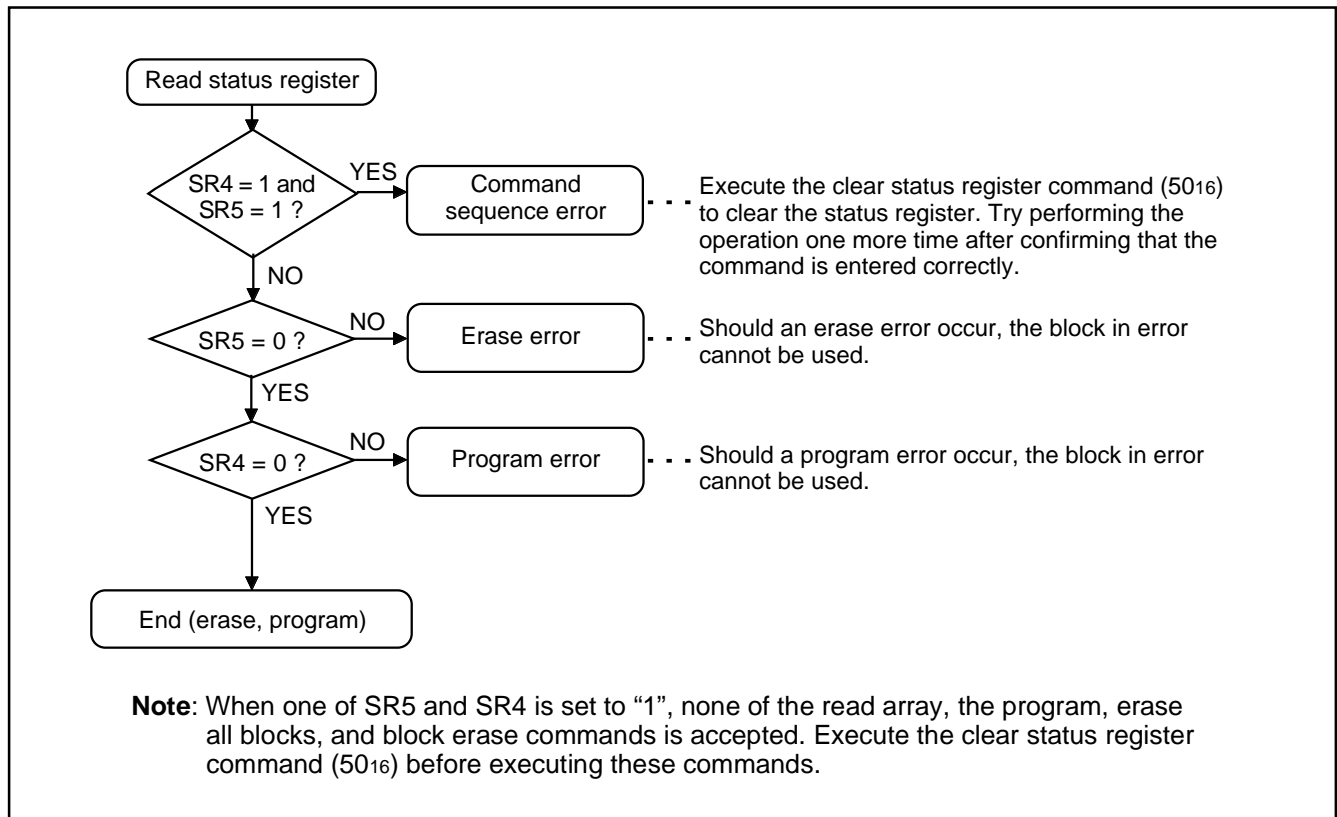 Read status register
SR4 = 1 and
SR5 = 1 ?
YES
Command
sequence error
Execute the clear status register command (5016)
to clear the status register. Try performing the
operation one more time after confirming that the
command is entered correctly.
NO
SR5 = 0 ?
NO
Erase error
Should an erase error occur, the block in error
cannot be used.
YES
SR4 = 0 ?
NO
Program error
Should a program error occur, the block in error
cannot be used.
YES
End (erase, program)
Note: When one of SR5 and SR4 is set to “1”, none of the read array, the program, erase
all blocks, and block erase commands is accepted. Execute the clear status register
command (5016) before executing these commands.